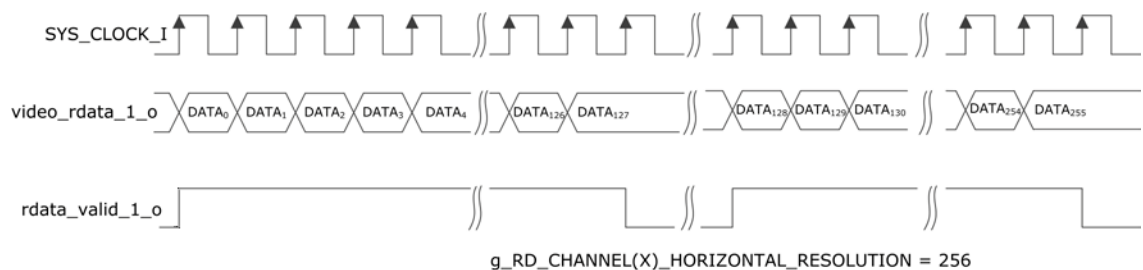 SYS_CLOCK_I
video_rdata_1_o DATA₀ DATA₁ DATA₂ DATA₃ DATA₄ DATA₁₂₆ DATA₁₂₇ DATA₁₂₈ DATA₁₂₉ DATA₁₃₀ DATA₂₅₄ DATA₂₅₅
rdata_valid_1_o
g_RD_CHANNEL(X)_HORIZONTAL_RESOLUTION = 256